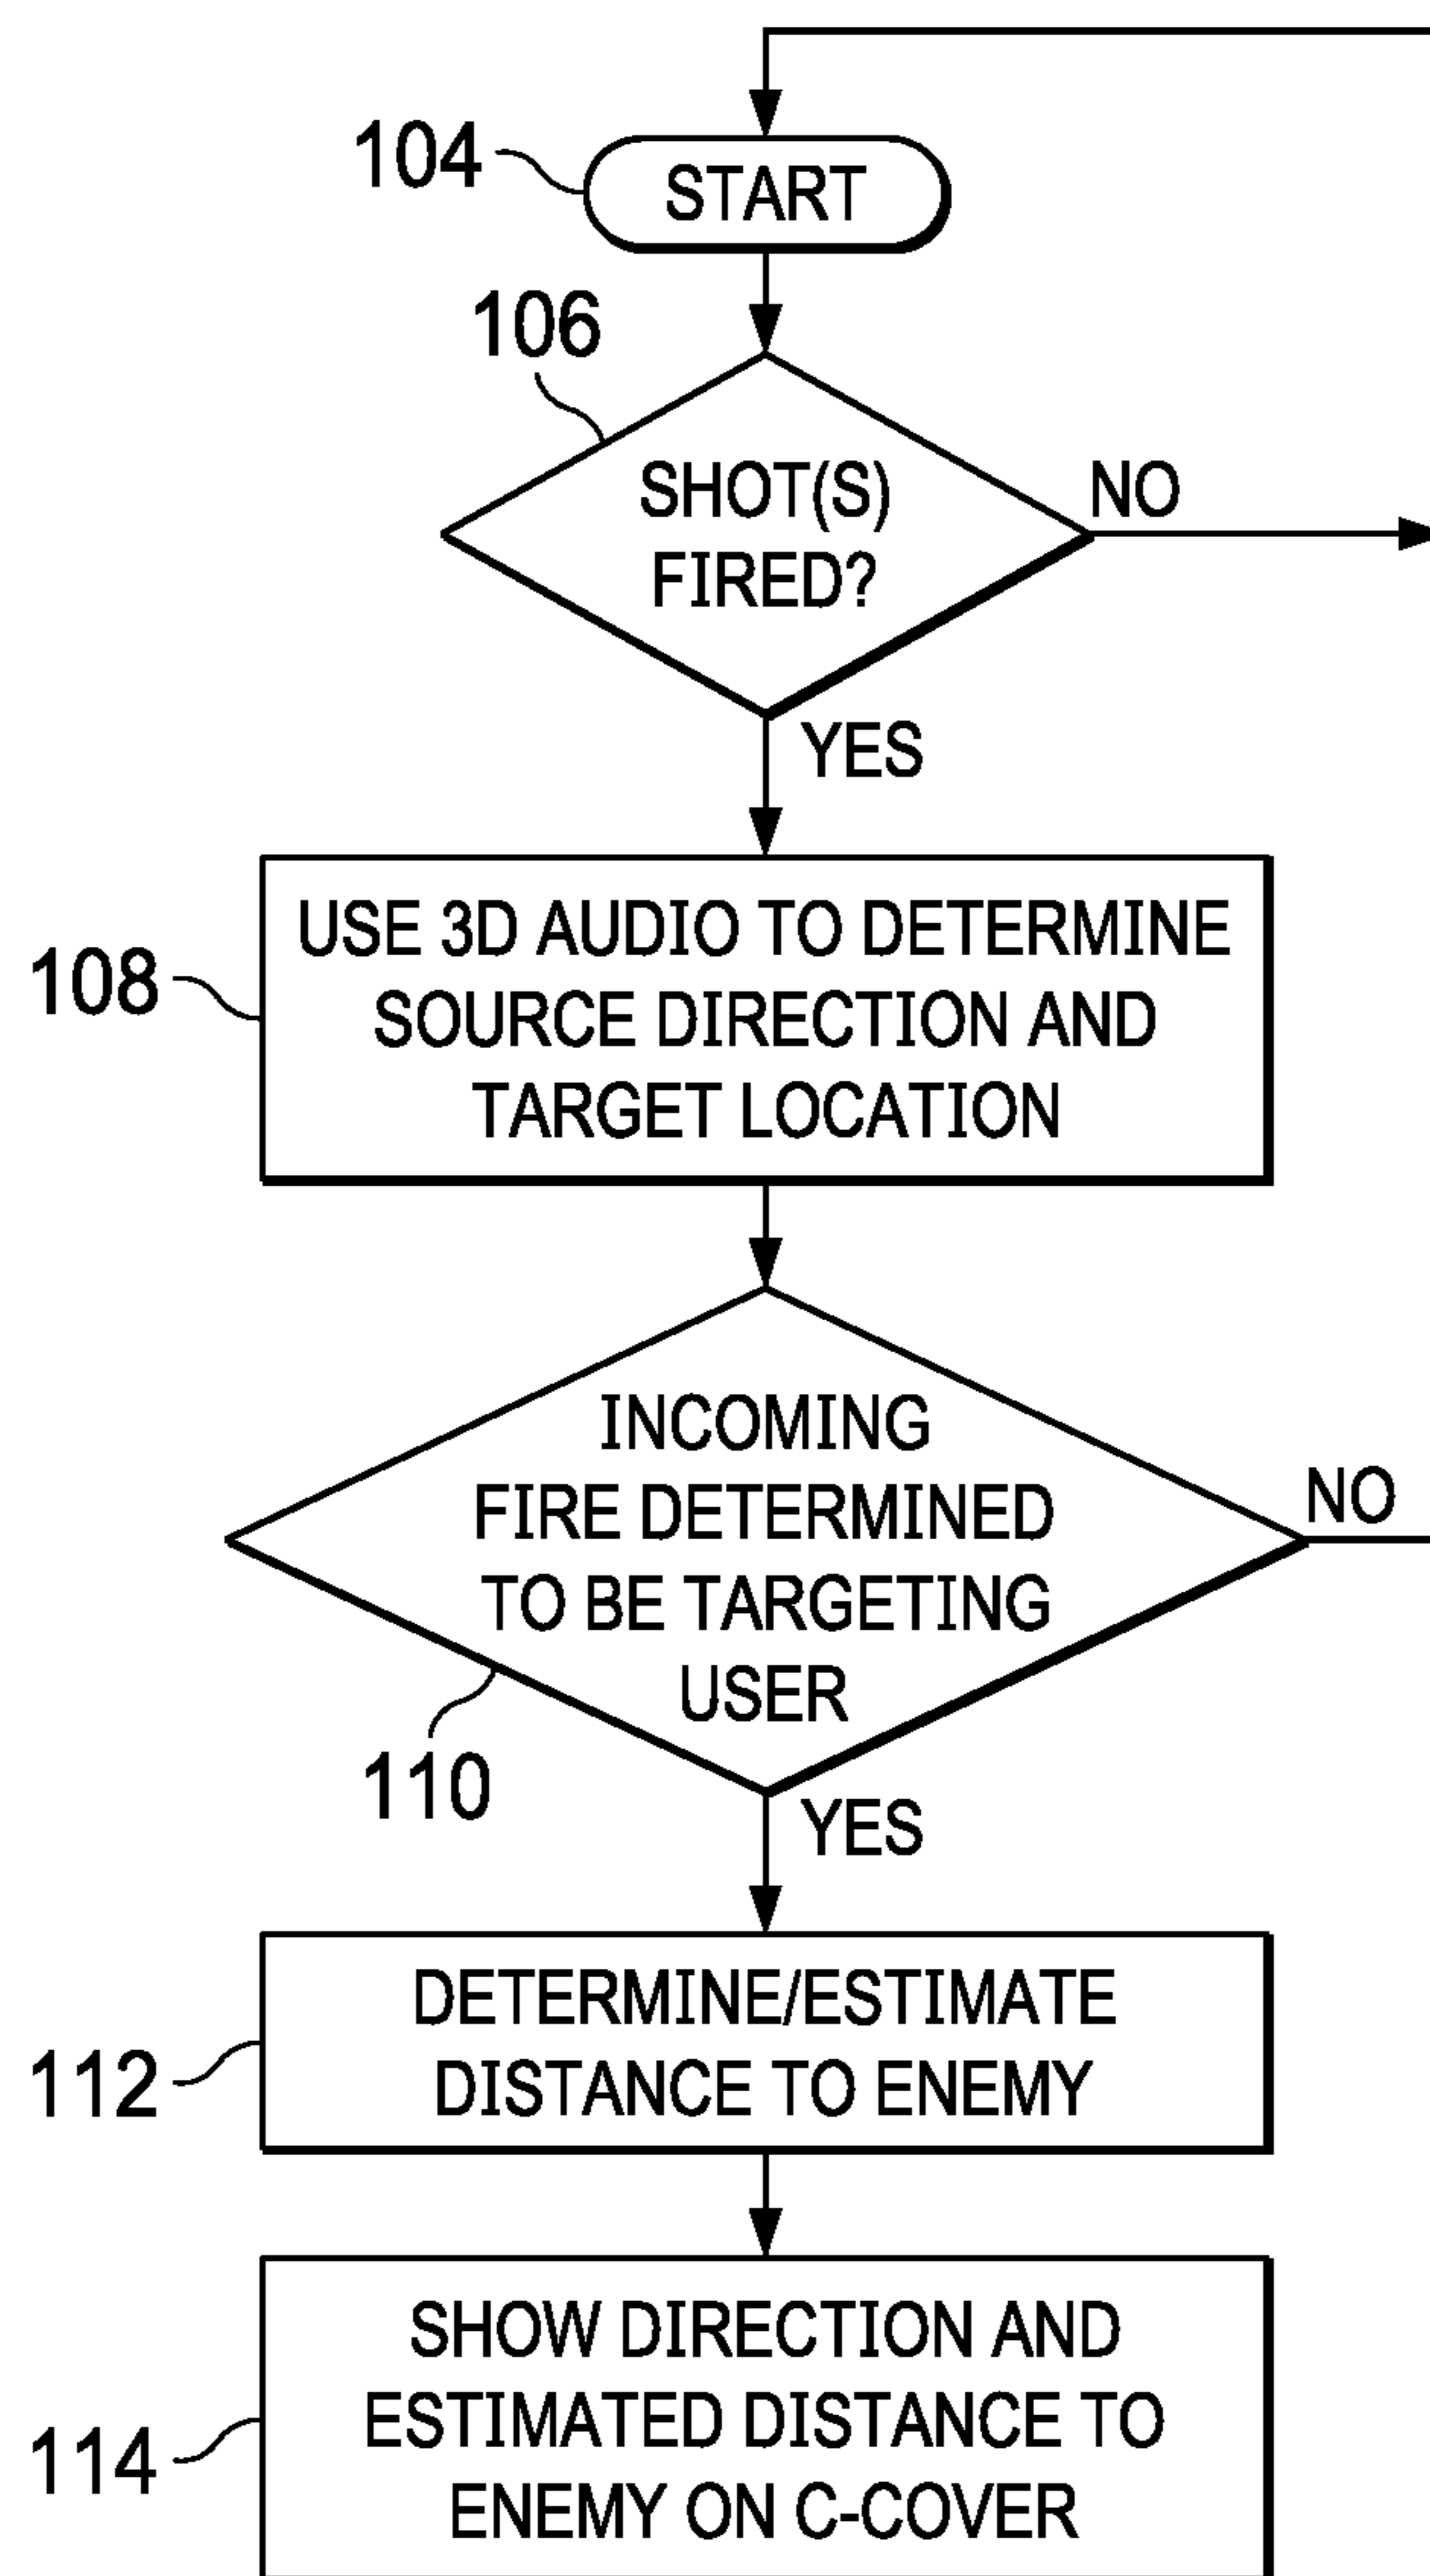 104
START
106
SHOT(S)
FIRED?
NO
YES
108
USE 3D AUDIO TO DETERMINE
SOURCE DIRECTION AND
TARGET LOCATION
INCOMING
FIRE DETERMINED
TO BE TARGETING
USER
NO
110
YES
112
DETERMINE/ESTIMATE
DISTANCE TO ENEMY
114
SHOW DIRECTION AND
ESTIMATED DISTANCE TO
ENEMY ON C-COVER